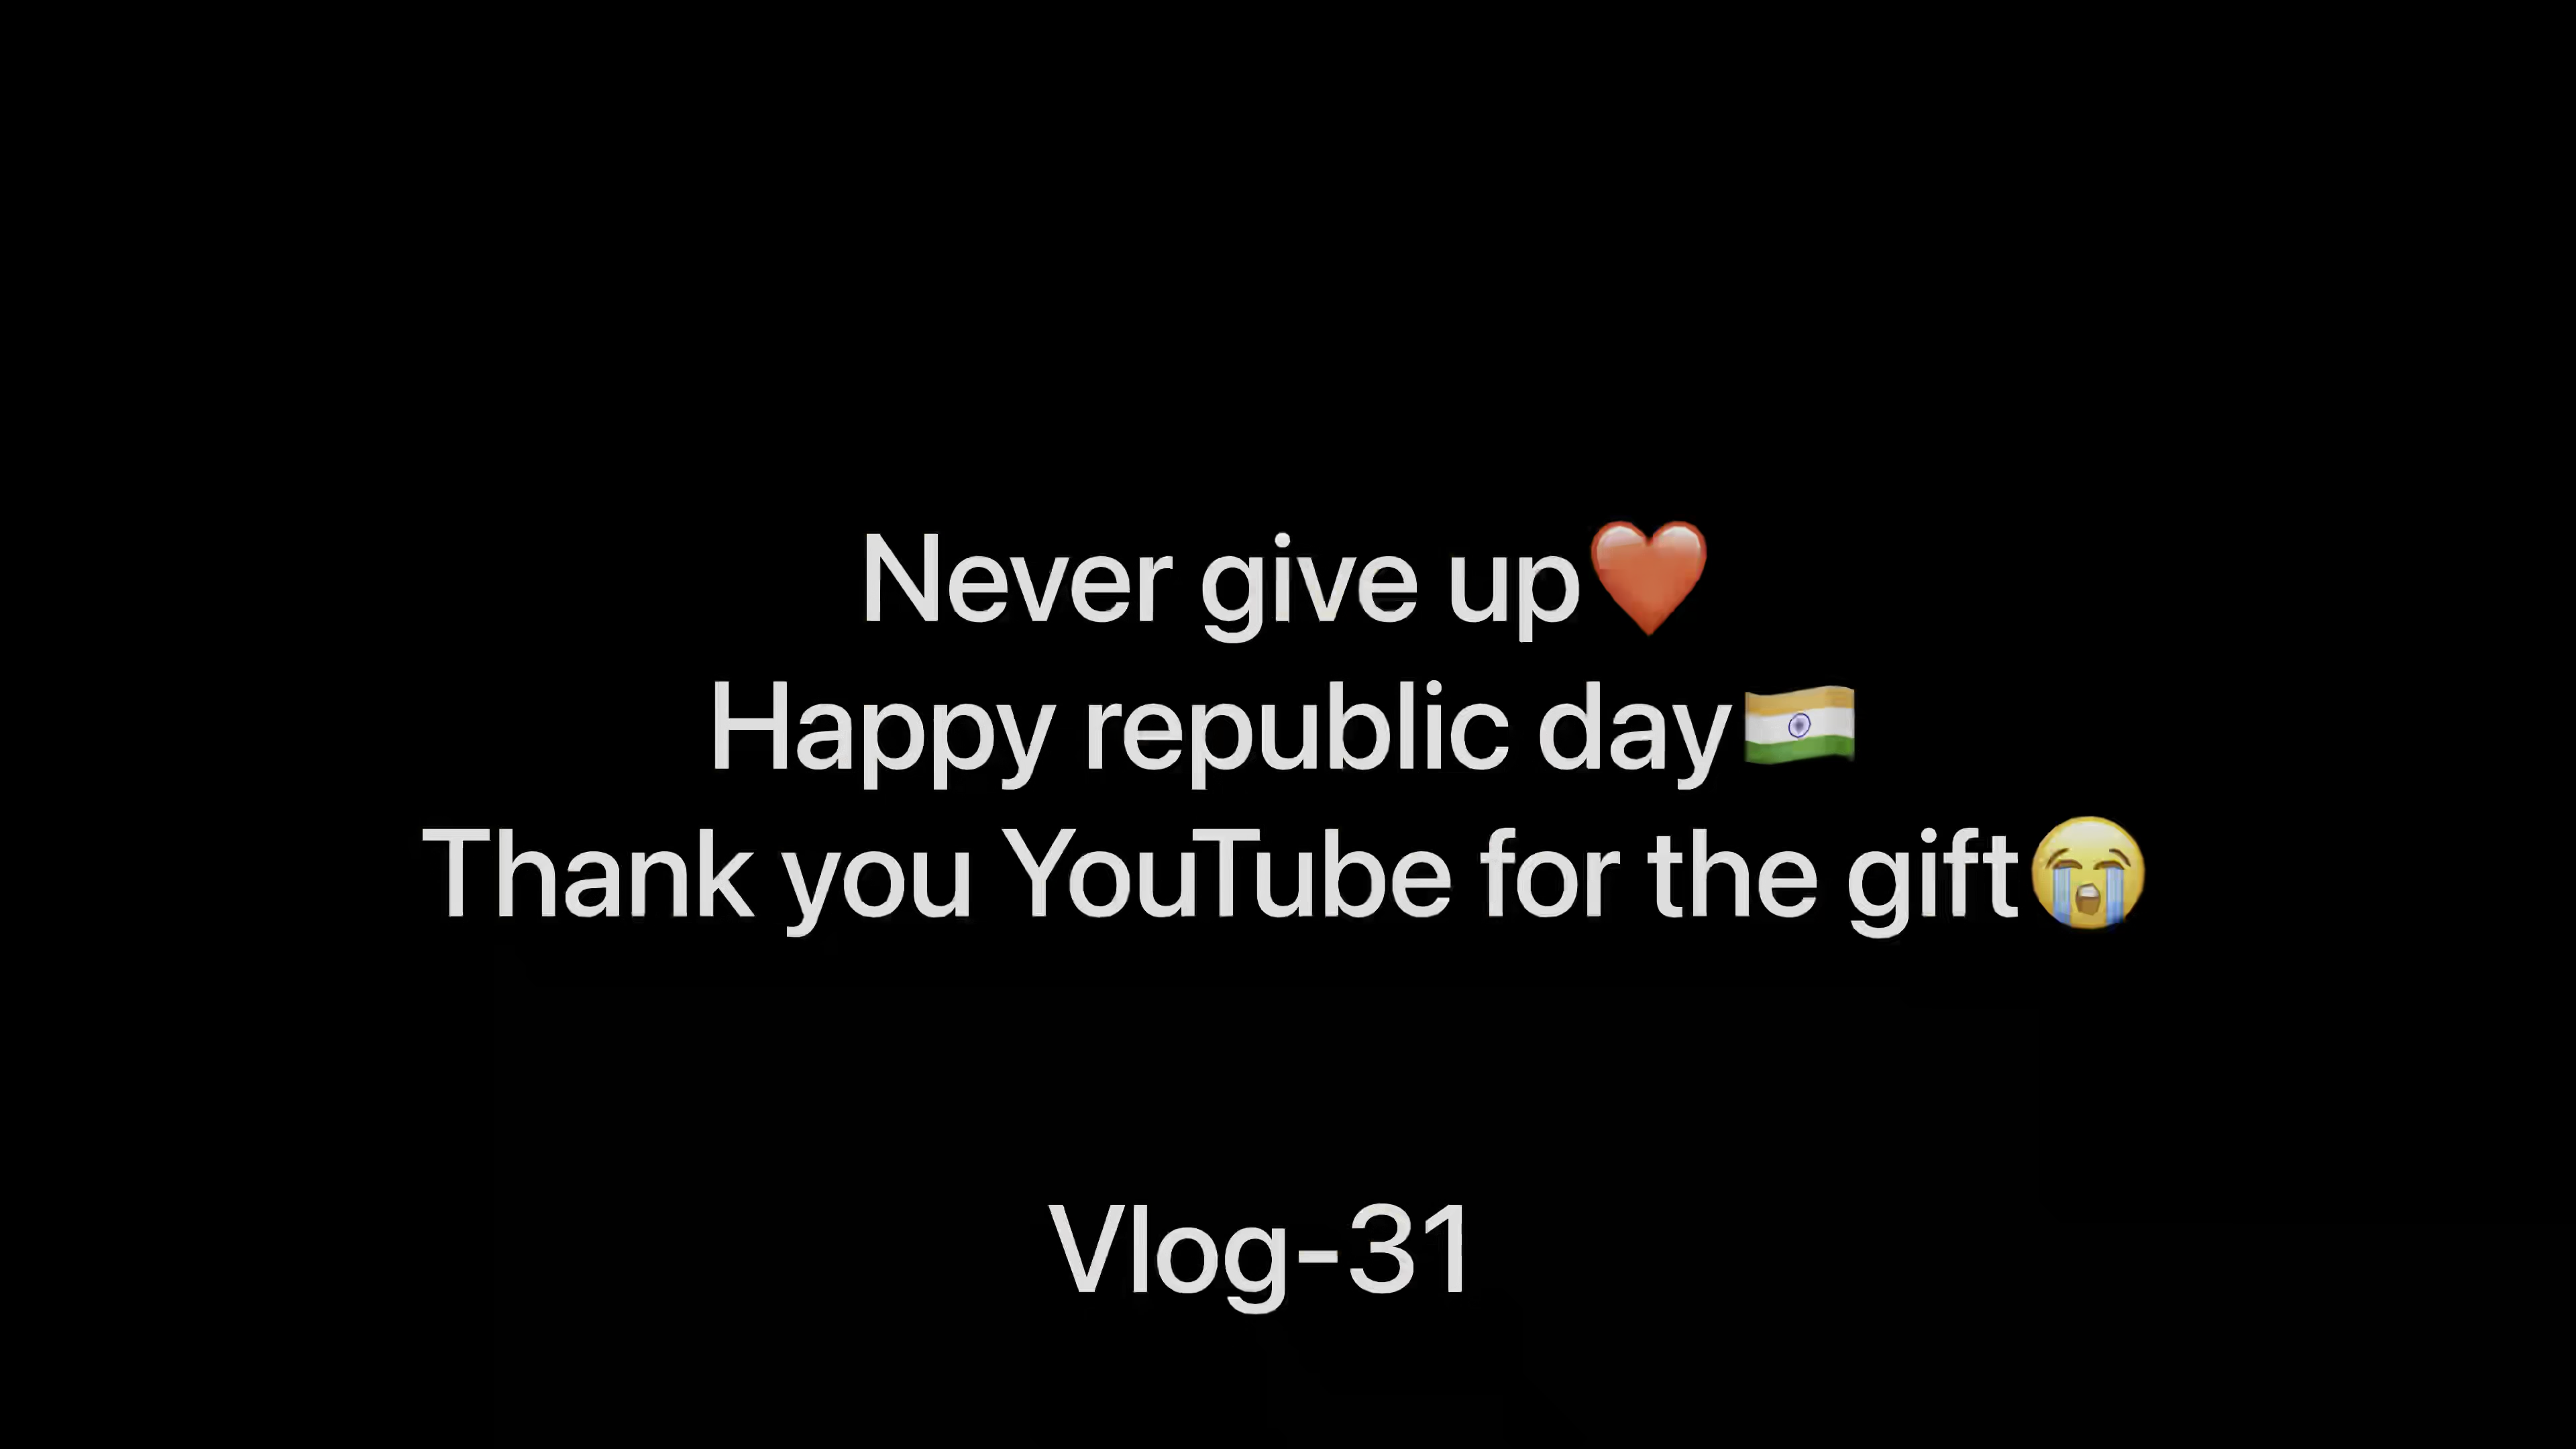 Never give up❤️
Happy republic day🇮🇳
Thank you YouTube for the gift😭
Vlog-31